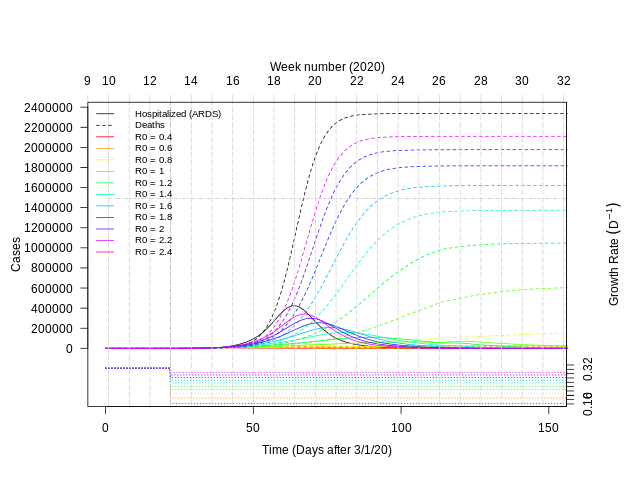 Week number (2020)
9 10 12 14 16 18 20 22 24 26 28 30 32
2400000
2200000
2000000
1800000
1600000
1400000
1200000
1000000
800000
600000
400000
200000
0
Cases
Hospitalized (ARDS)
Deaths
R0 = 0.4
R0 = 0.6
R0 = 0.8
R0 = 1
R0 = 1.2
R0 = 1.4
R0 = 1.6
R0 = 1.8
R0 = 2
R0 = 2.2
R0 = 2.4
Growth Rate (D⁻¹)
0.32
0 50 100 150
Time (Days after 3/1/20)